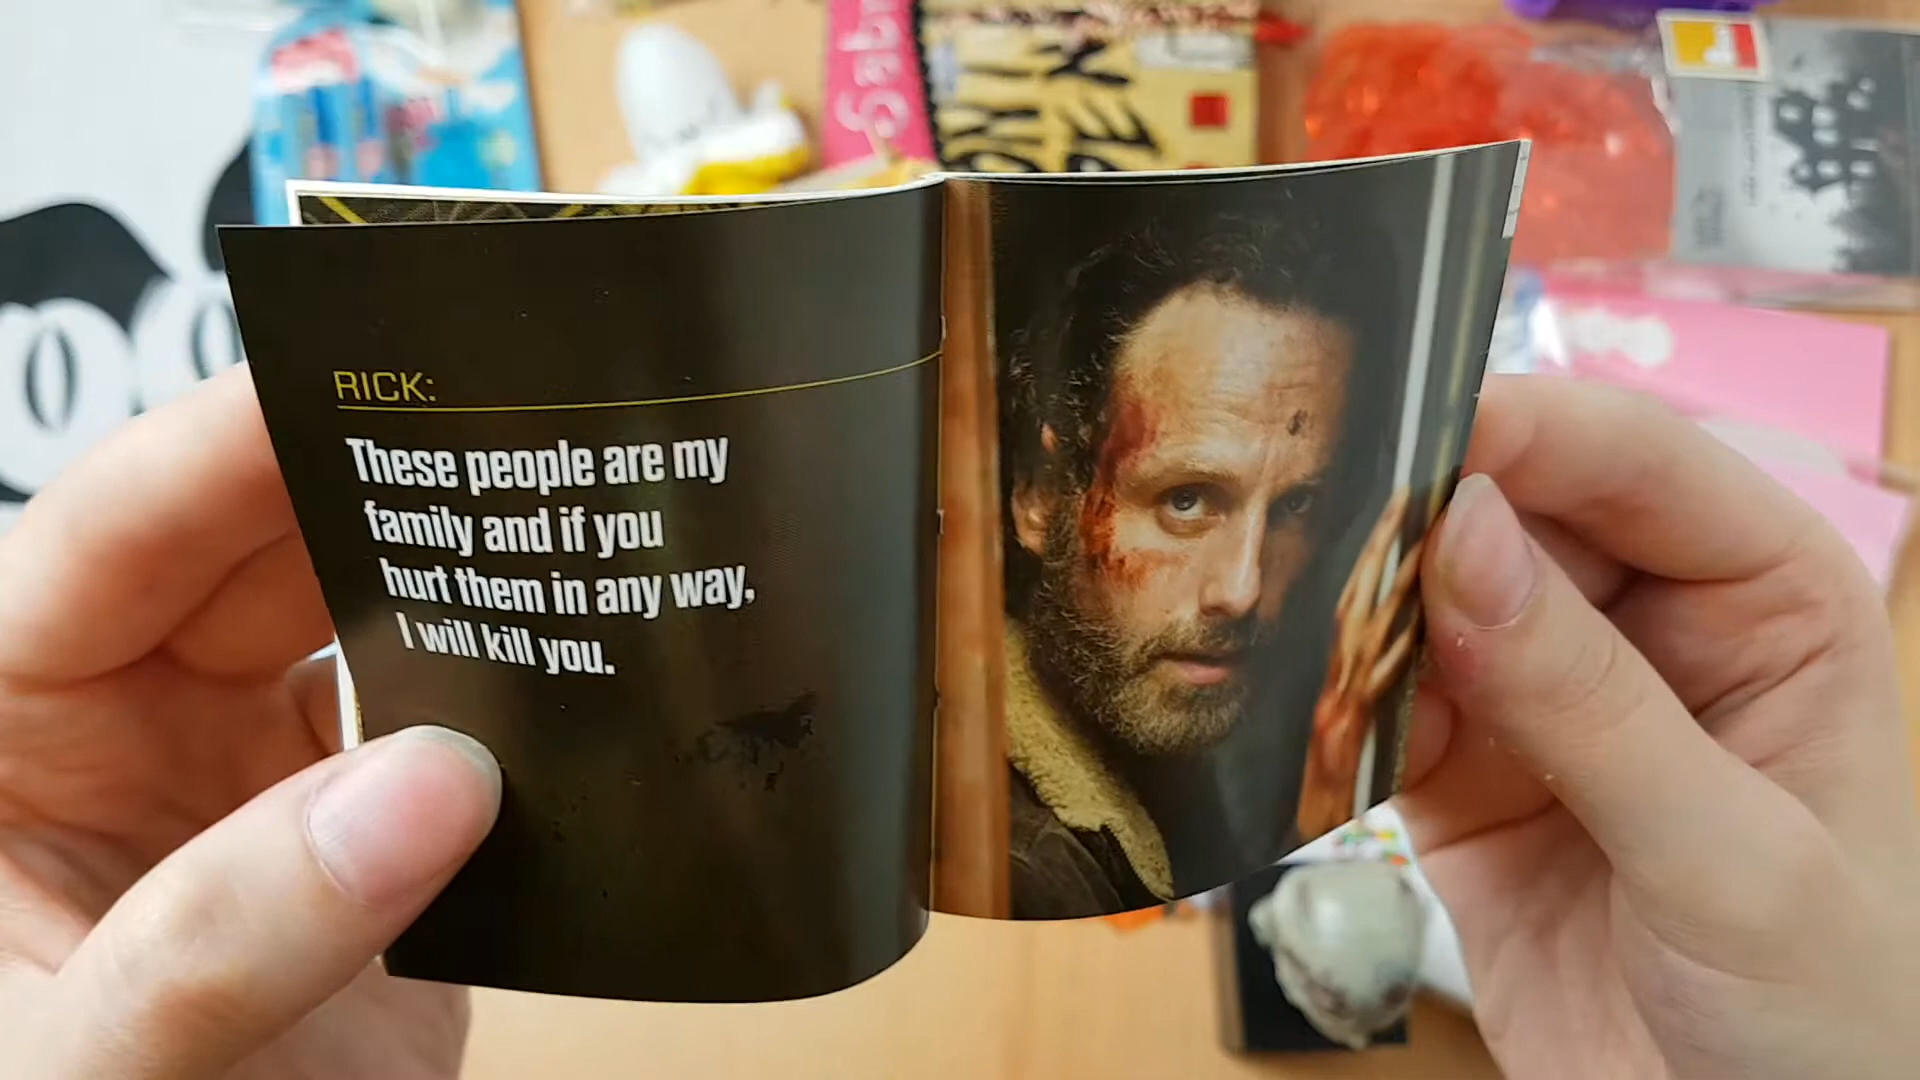 RICK:
These people are my
family and if you
hurt them in any way,
I will kill you.